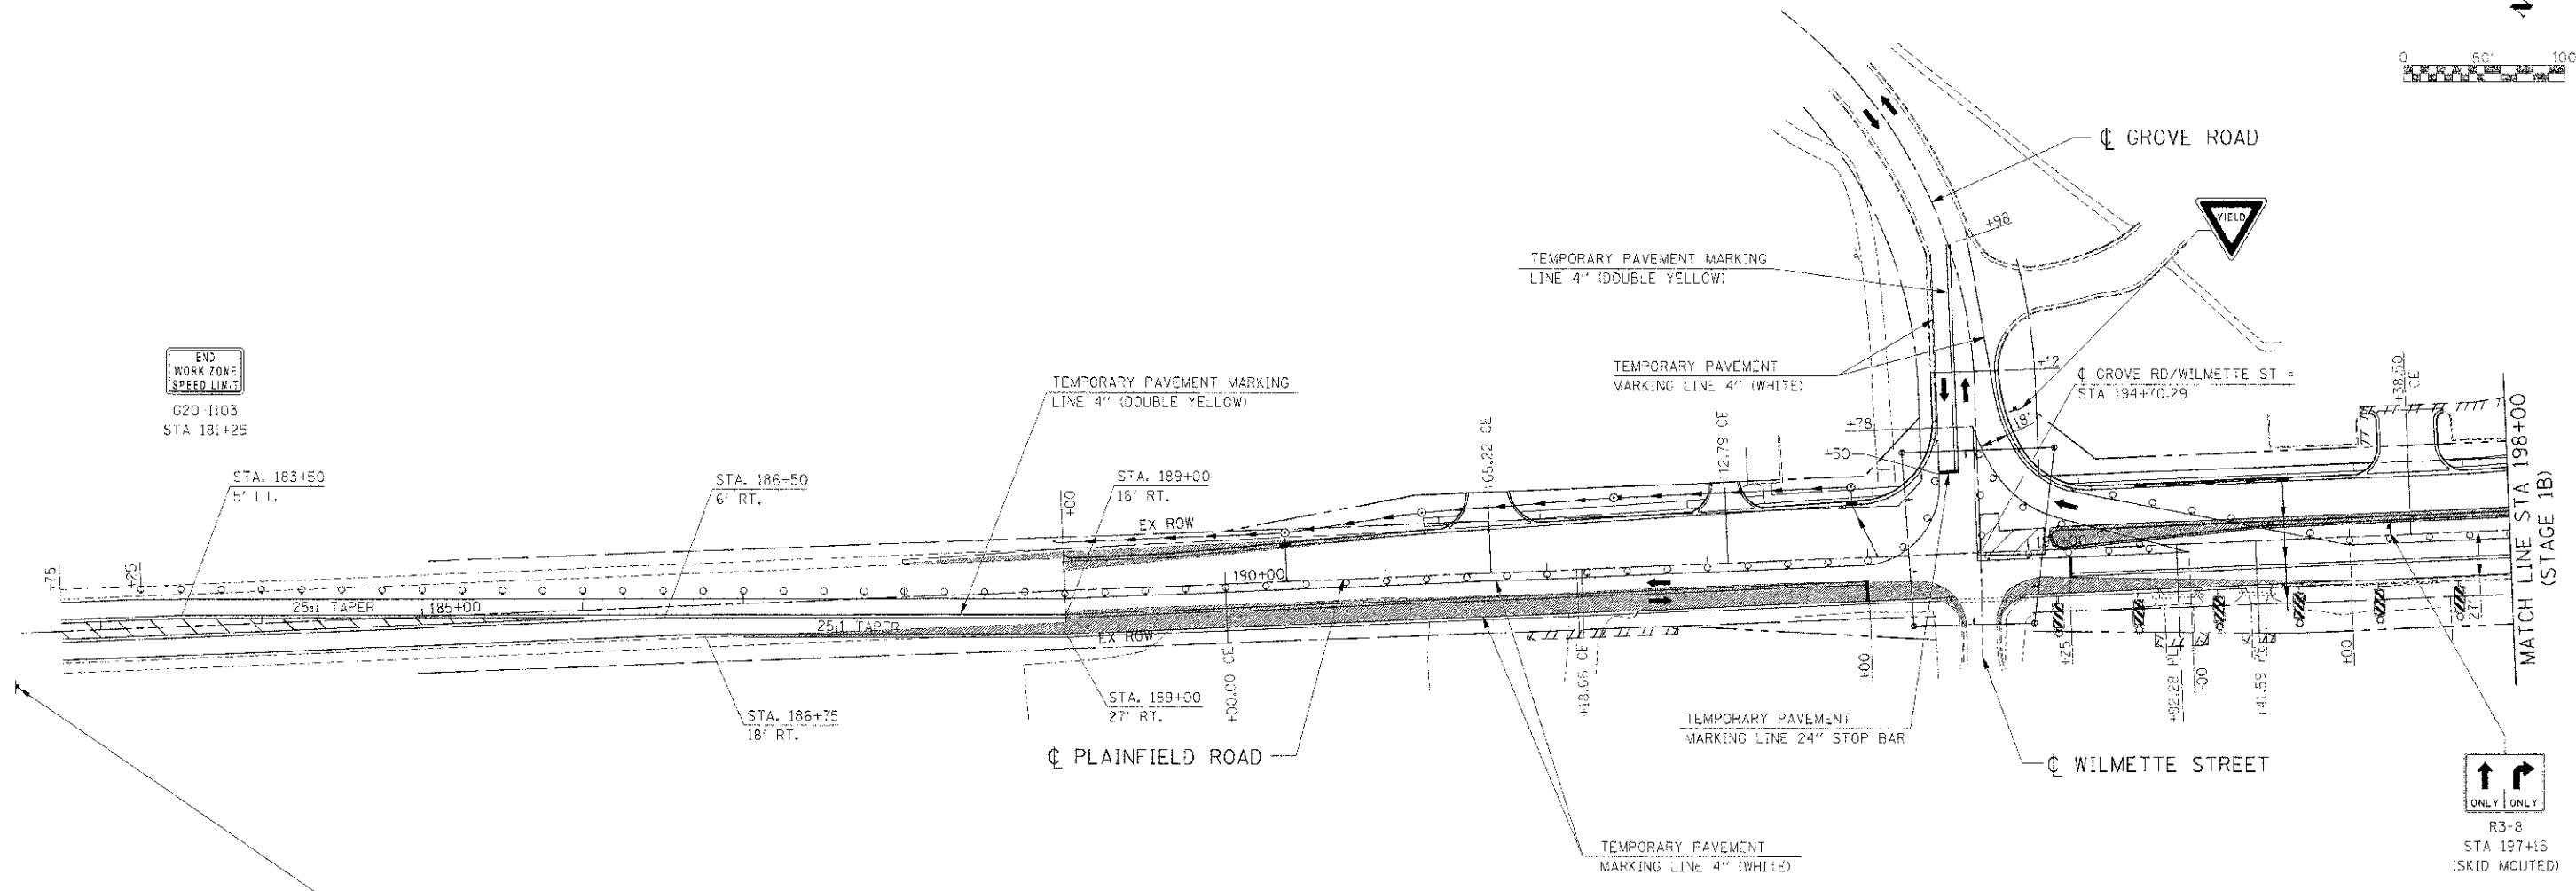 0 50' 100
℄ GROVE ROAD
YIELD
+98
TEMPORARY PAVEMENT MARKING
LINE 4" (DOUBLE YELLOW)
TEMPORARY PAVEMENT
MARKING LINE 4" (WHITE)
+12
℄ GROVE RD/WILMETTE ST =
STA 194+70.29
18'
+78
+50
+38.50
CE
MATCH LINE STA 198+00
(STAGE 1B)
END
WORK ZONE
SPEED LIMIT
G20-I103
STA 181+25
TEMPORARY PAVEMENT MARKING
LINE 4" (DOUBLE YELLOW)
STA. 183+50
5' LT.
STA. 186+50
6' RT.
STA. 189+00
16' RT.
+00
+65.22 CE
+12.79 CE
EX ROW
+75
+25
190+00
25:1 TAPER
185+00
25:1 TAPER
EX ROW
27'
STA. 186+75
18' RT.
STA. 189+00
27' RT.
+00.00 CE
+18.66 CE
+00
+25
+92.28 PE
+00
+41.59 PE
+00
TEMPORARY PAVEMENT
MARKING LINE 24" STOP BAR
℄ PLAINFIELD ROAD
℄ WILMETTE STREET
ONLY ONLY
R3-8
STA 197+15
(SKID MOUTED)
TEMPORARY PAVEMENT
MARKING LINE 4" (WHITE)